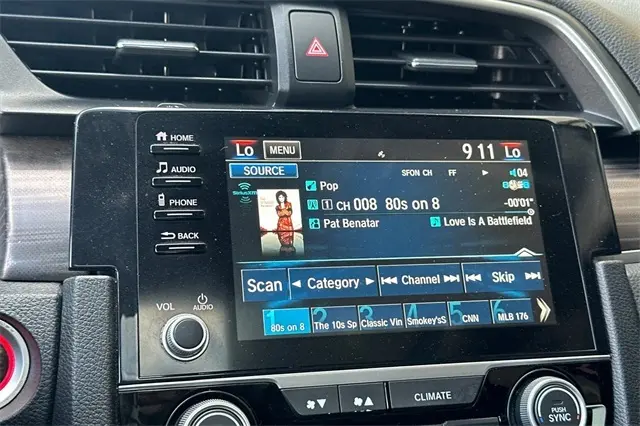 HOME
AUDIO
PHONE
BACK
VOL AUDIO
Lo MENU 9 11 Lo
SOURCE SFON CH FF 04
SiriusXM Pop
1 CH 008 80s on 8 -00'01"
Pat Benatar Love Is A Battlefield
Scan Category Channel Skip
1 80s on 8
2 The 10s Sp
3 Classic Vin
4 Smokey'sS
5 CNN
6 MLB 176
CLIMATE
PUSH
SYNC